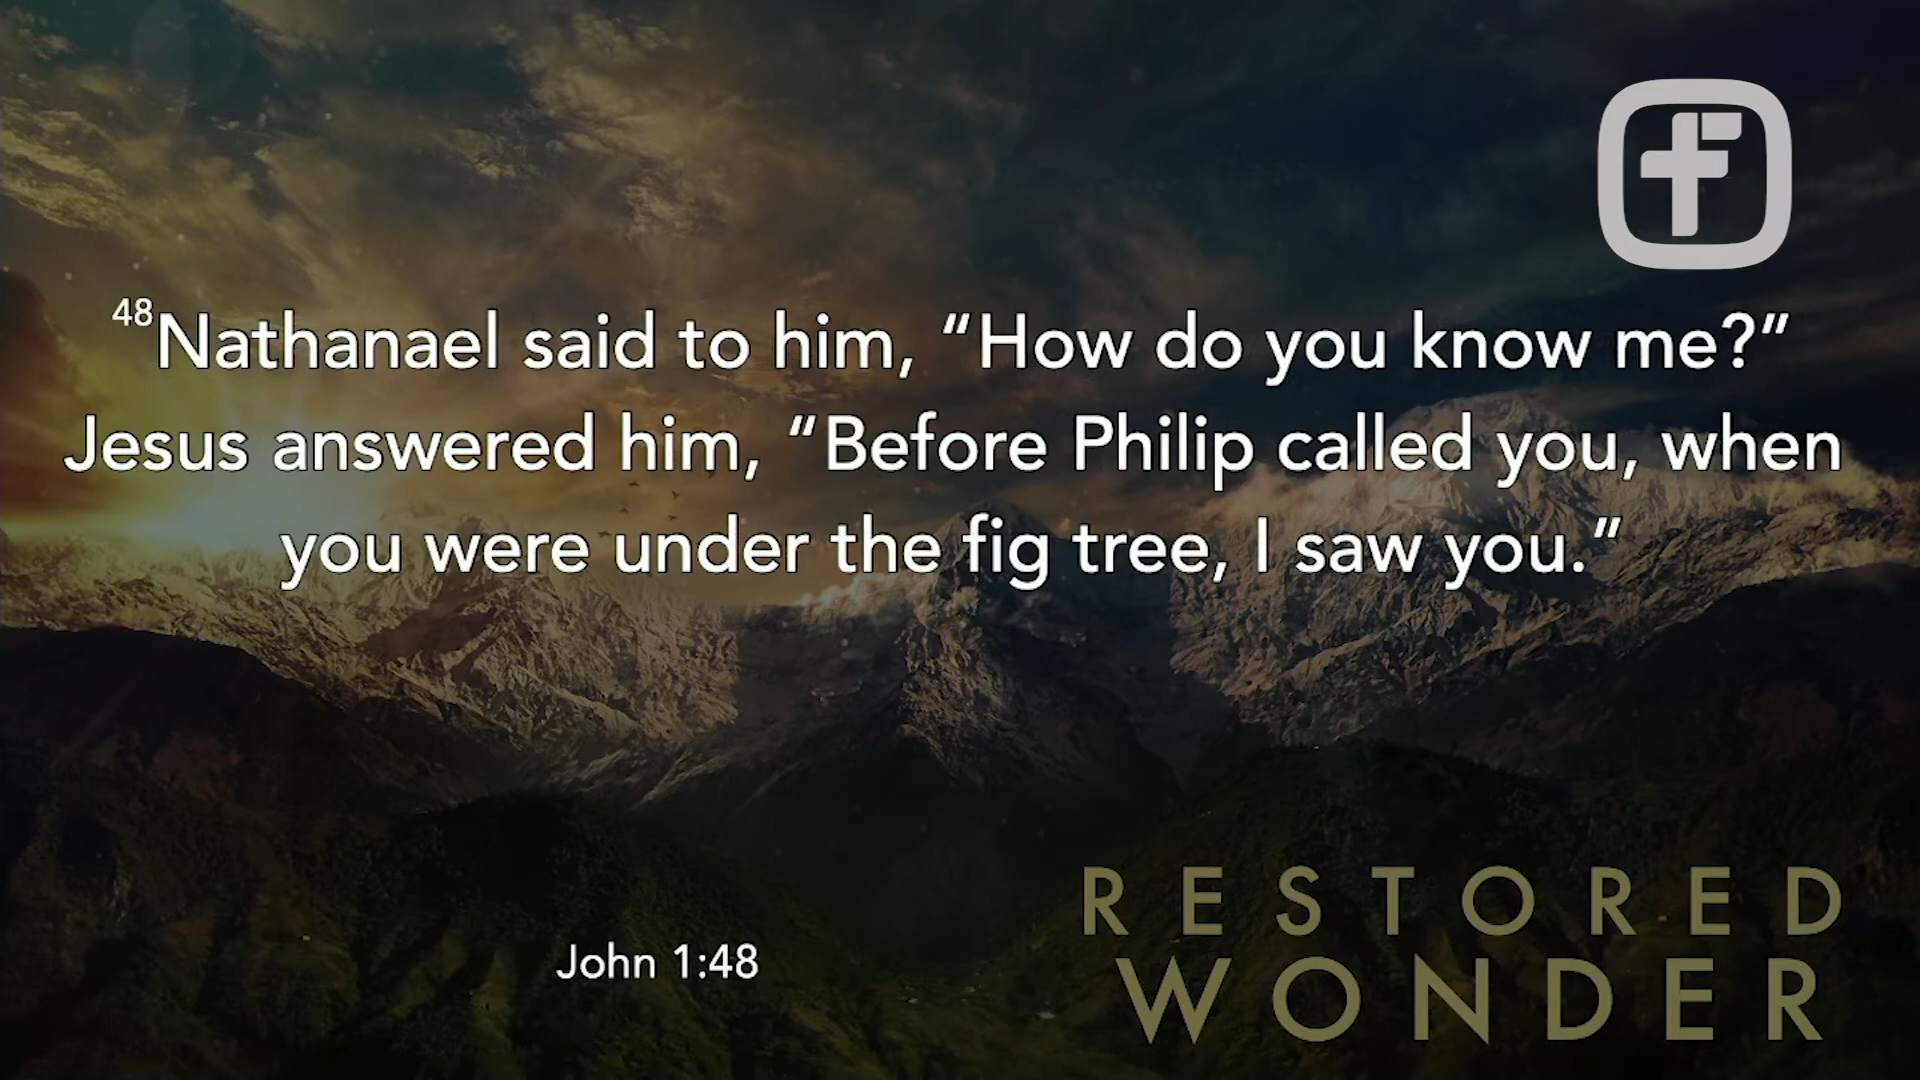 48Nathanael said to him, “How do you know me?”
Jesus answered him, “Before Philip called you, when
you were under the fig tree, I saw you.”
John 1:48
RESTORED
WONDER